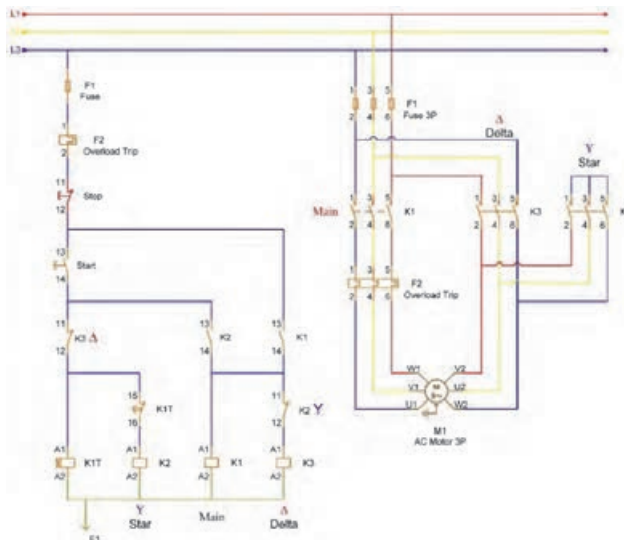 L1
L3
F1
Fuse
1
F2
2
Overload Trip
11
Stop
12
13
Start
14
11
K3 Δ
12
13
K2
14
13
K1
14
15
K1T
16
11
K2 Y
12
A1
K1T
A2
A1
K2
A2
A1
K1
A2
A1
K3
A2
Y
Star
Main
Δ
Delta
1 3 5
F1
2 4 6
Fuse 3P
Δ
Delta
Y
Star
Main
1 3 5
K1
2 4 6
1 3 5
K3
2 4 6
1 3 5
K
2 4 6
1 3 5
F2
2 4 6
Overload Trip
W1 V2
V1 U2
U1 W2
M1
AC Motor 3P